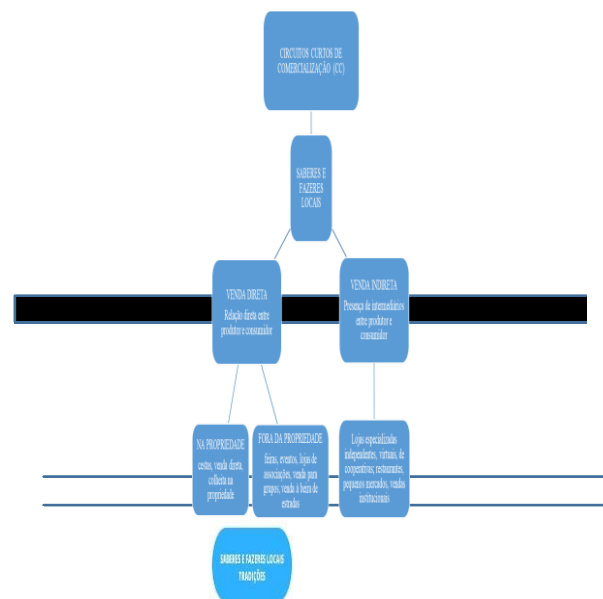 CIRCUITOS CURTOS DE
COMERCIALIZAÇÃO (CC)
SABERES E
FAZERES
LOCAIS
VENDA DIRETA
Relação direta entre
produtor e consumidor
VENDA INDIRETA
Presença de intermediários
entre produtor e
consumidor
NA PROPRIEDADE
cestas, venda direta,
colheita na
propriedade
FORA DA PROPRIEDADE
feiras, eventos, lojas de
associações, venda para
grupos, venda à beira de
estradas
Lojas especializadas
independentes, virtuais, de
cooperativas; restaurantes,
pequenos mercados, vendas
institucionais
SABERES E FAZERES LOCAIS
TRADIÇÕES